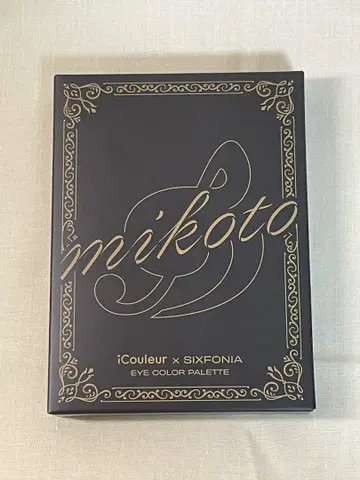 mikoto
iCouleur × SIXFONIA
EYE COLOR PALETTE